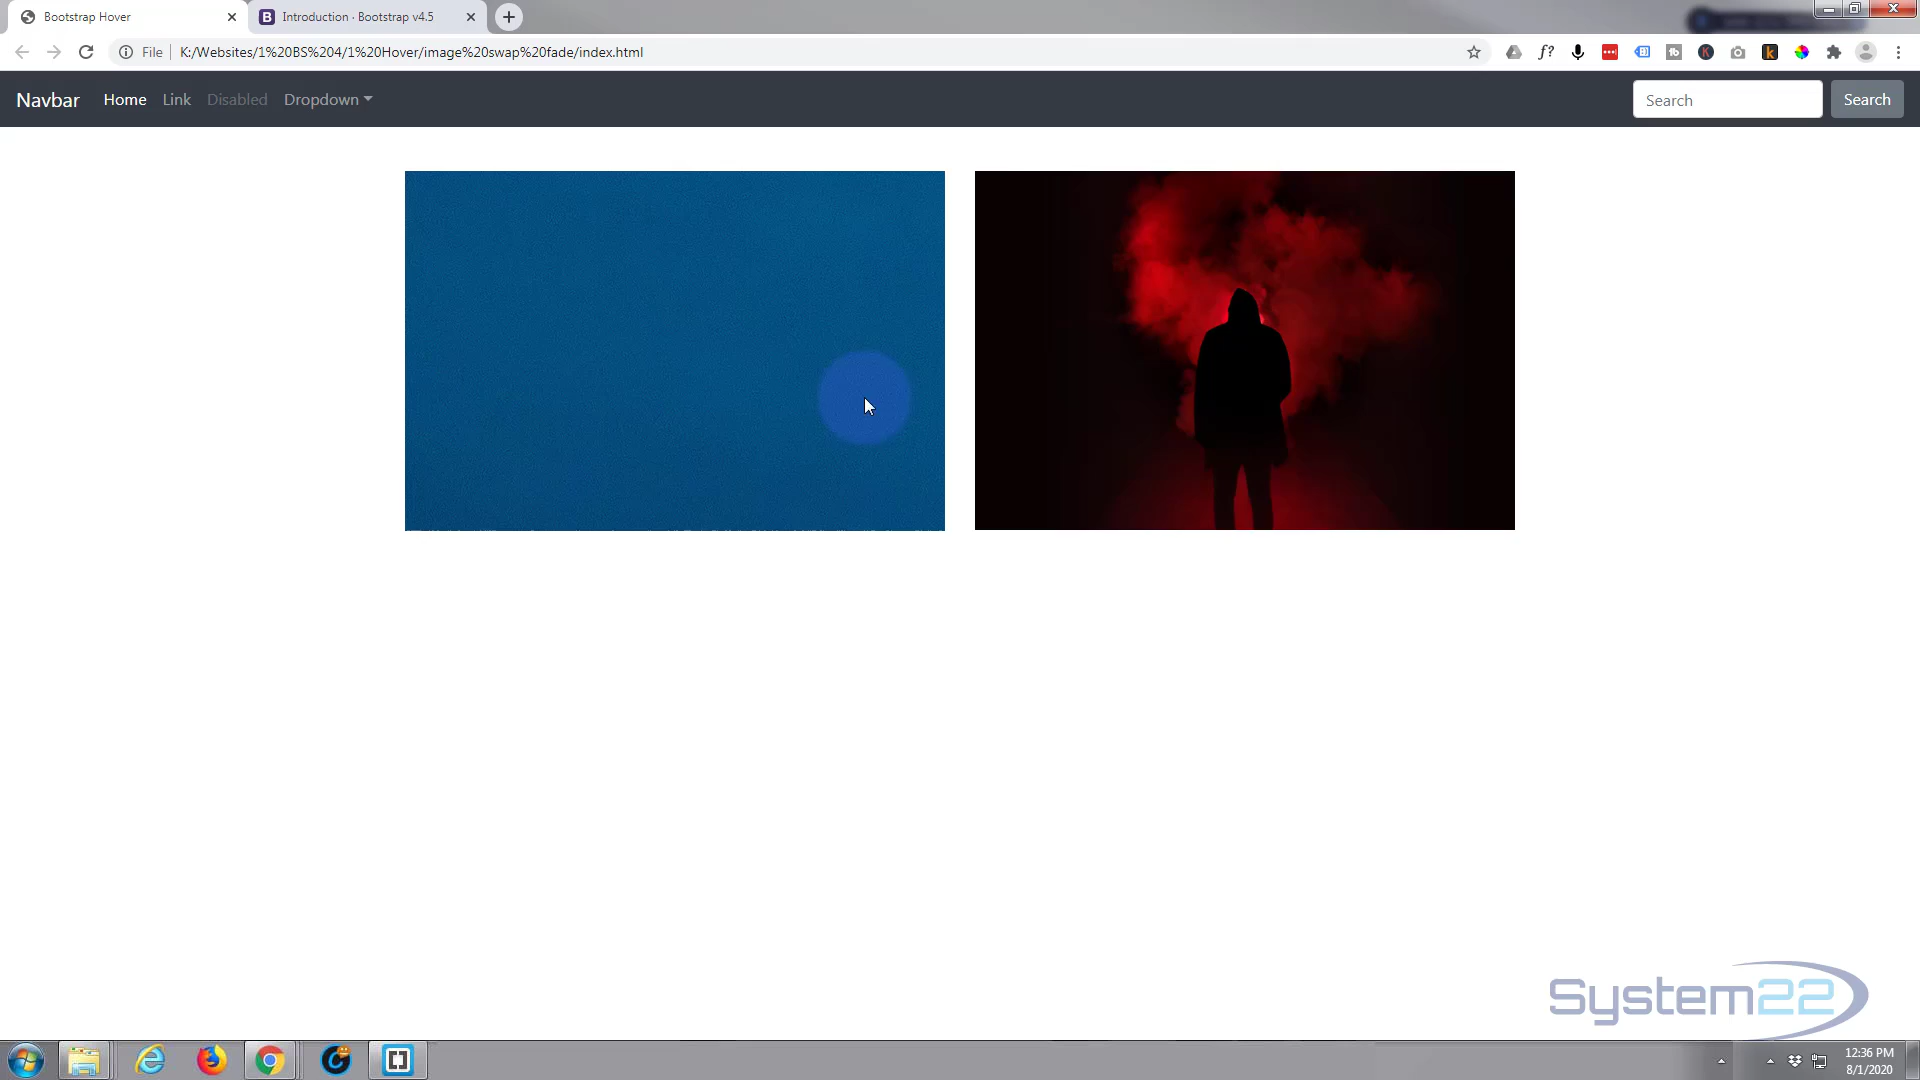 Bootstrap Hover
Introduction · Bootstrap v4.5
File
K:/Websites/1%20BS%204/1%20Hover/image%20swap%20fade/index.html
f?
Navbar
Home
Link
Disabled
Dropdown
Search
Search
System22
12:36 PM
8/1/2020